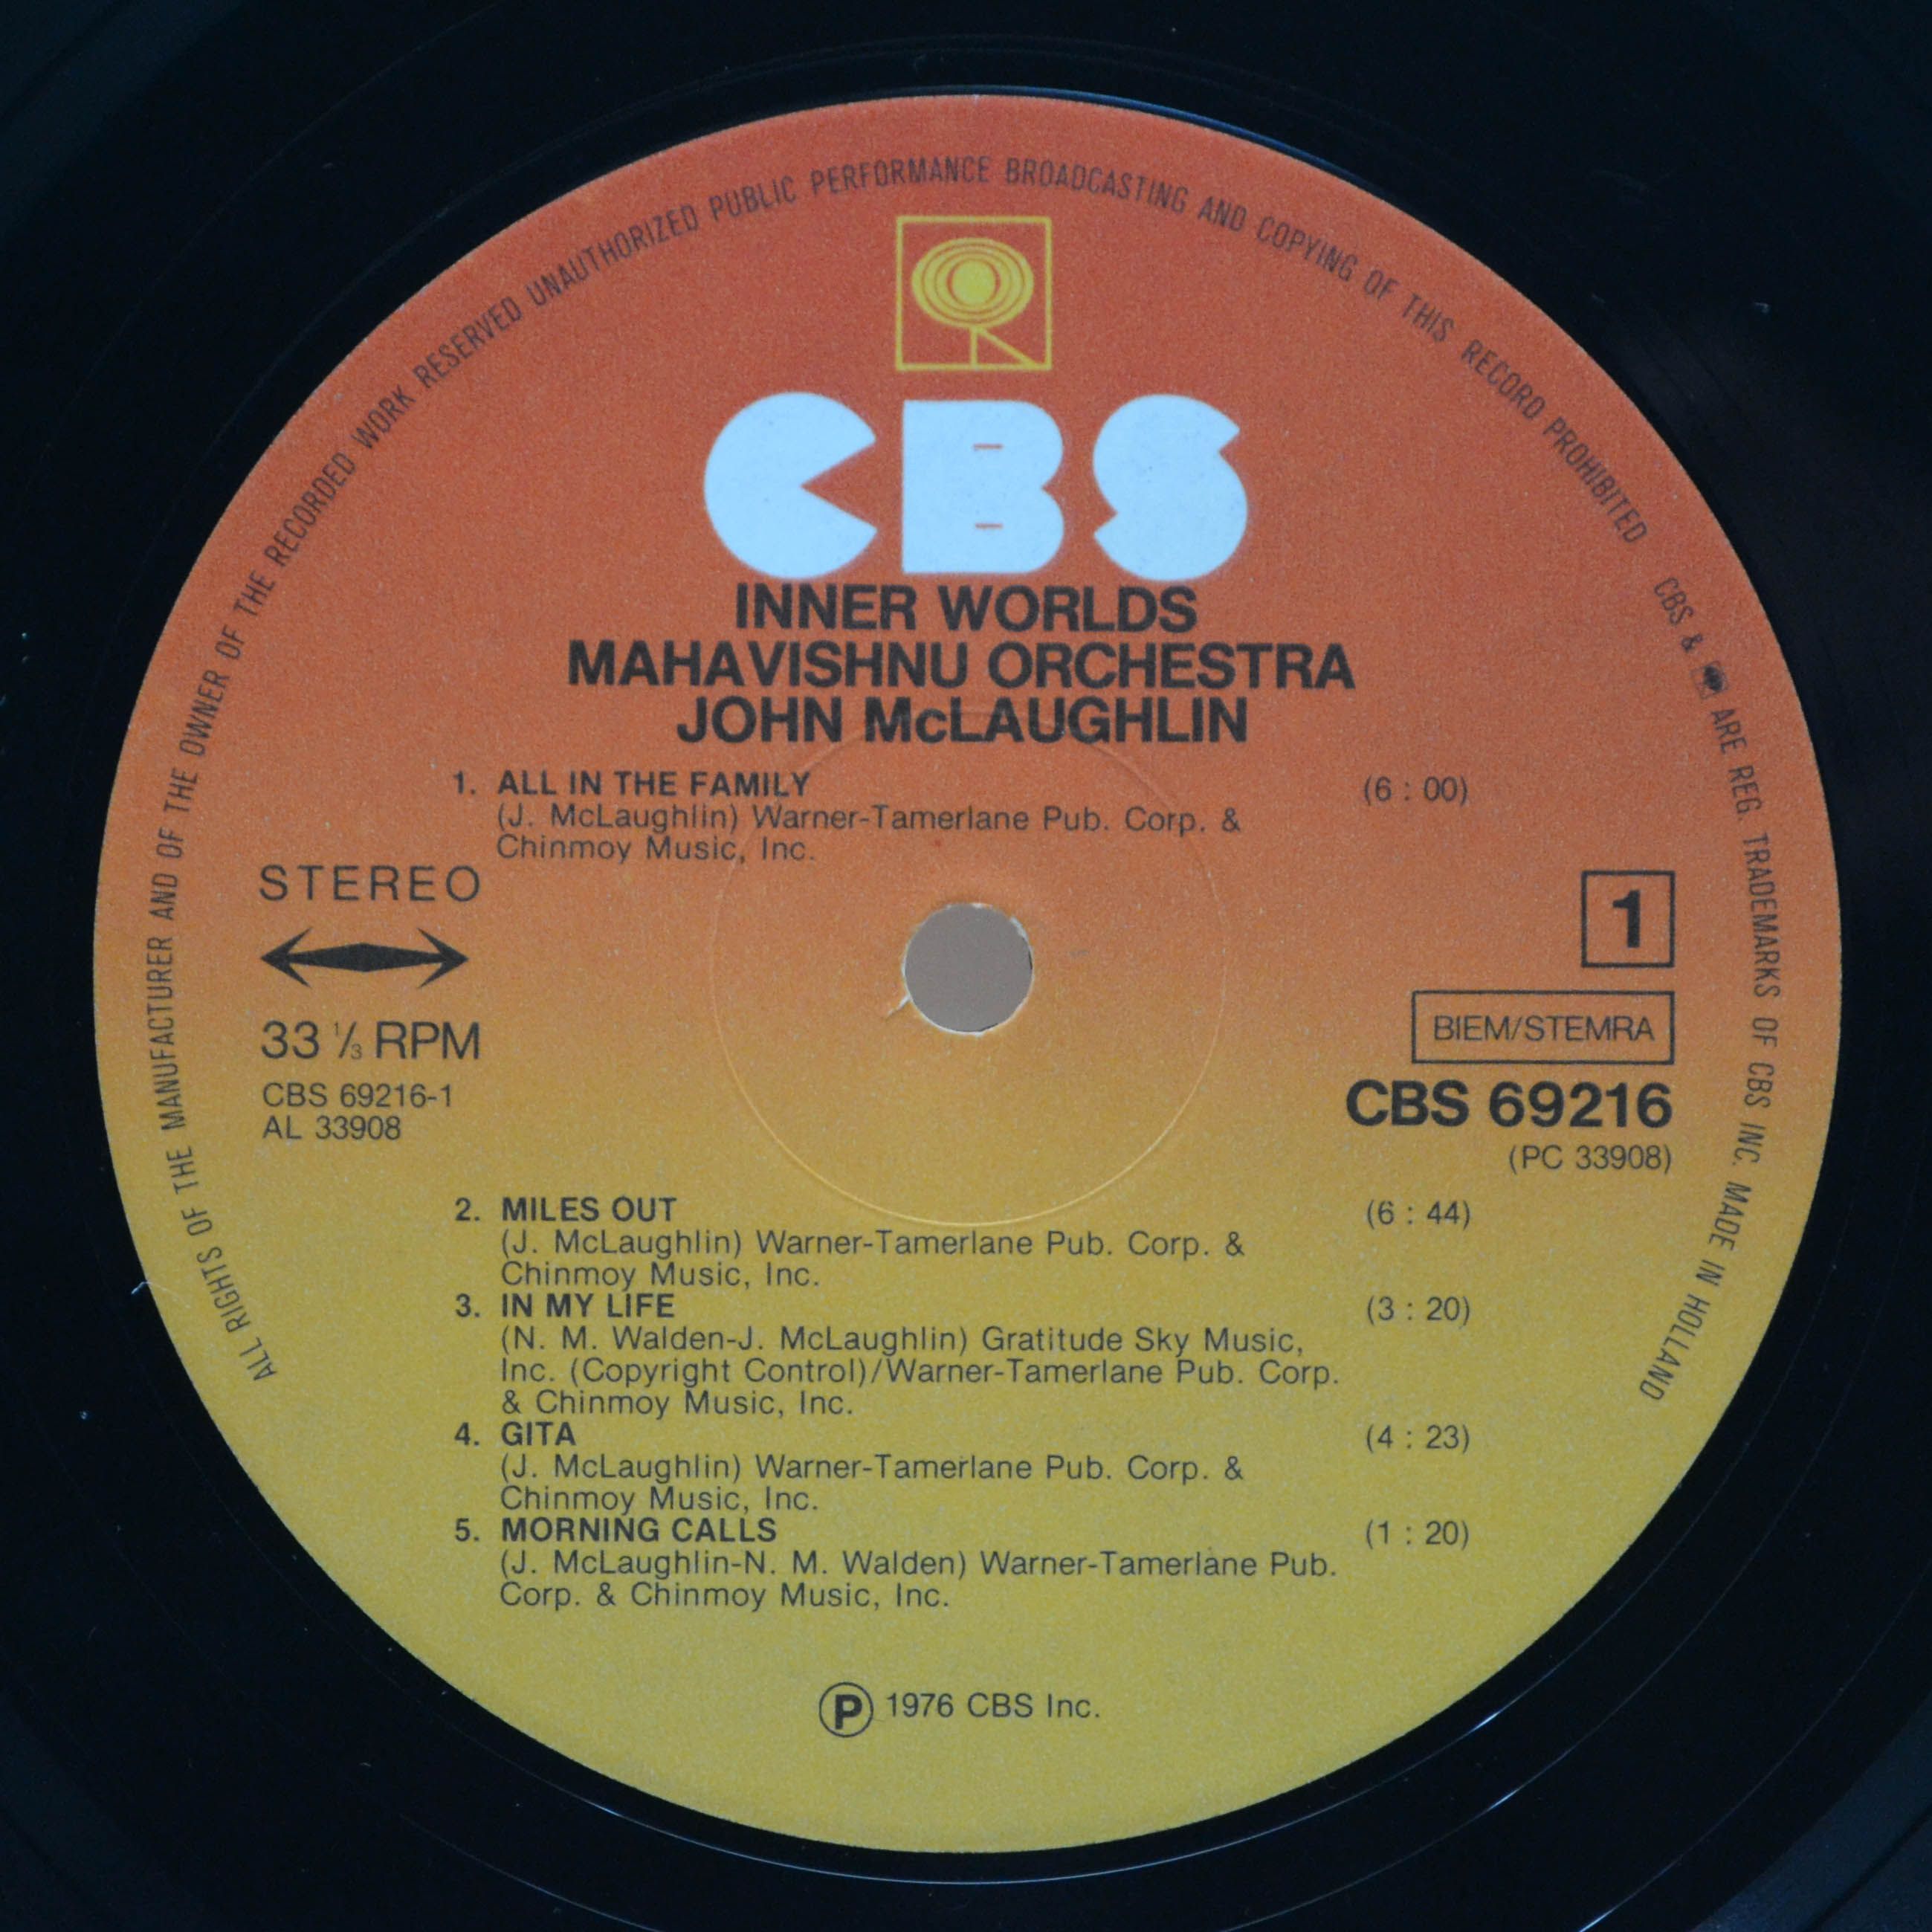 ALL RIGHTS OF THE MANUFACTURER AND OF THE OWNER OF THE RECORDED WORK RESERVED UNAUTHORIZED PUBLIC PERFORMANCE BROADCASTING AND COPYING OF THIS RECORD PROHIBITED
CBS & ARE REG. TRADEMARKS OF CBS INC. MADE IN HOLLAND
CBS
INNER WORLDS
MAHAVISHNU ORCHESTRA
JOHN McLAUGHLIN
1. ALL IN THE FAMILY (6 : 00)
(J. McLaughlin) Warner-Tamerlane Pub. Corp. &
Chinmoy Music, Inc.
STEREO
33 1/3 RPM
CBS 69216-1
AL 33908
1
BIEM/STEMRA
CBS 69216
(PC 33908)
2. MILES OUT (6 : 44)
(J. McLaughlin) Warner-Tamerlane Pub. Corp. &
Chinmoy Music, Inc.
3. IN MY LIFE (3 : 20)
(N. M. Walden-J. McLaughlin) Gratitude Sky Music,
Inc. (Copyright Control)/Warner-Tamerlane Pub. Corp.
& Chinmoy Music, Inc.
4. GITA (4 : 23)
(J. McLaughlin) Warner-Tamerlane Pub. Corp. &
Chinmoy Music, Inc.
5. MORNING CALLS (1 : 20)
(J. McLaughlin-N. M. Walden) Warner-Tamerlane Pub.
Corp. & Chinmoy Music, Inc.
℗ 1976 CBS Inc.